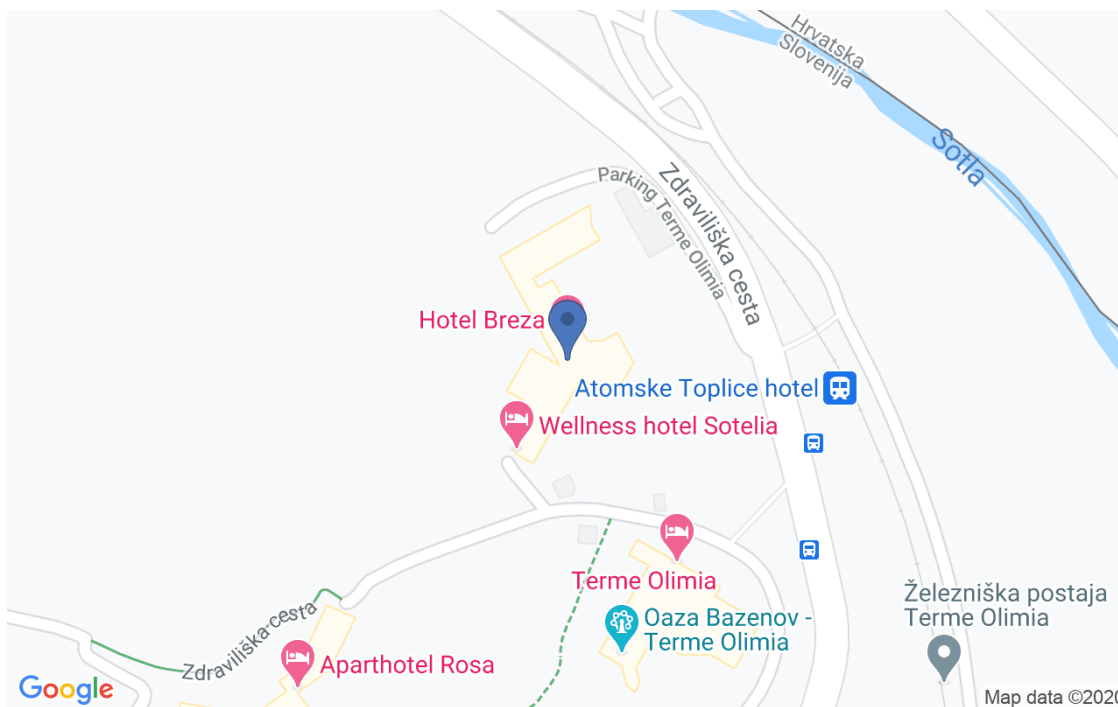 Hrvatska
Slovenija
Sotla
Zdraviliška cesta
Parking Terme Olimia
Hotel Breza
Atomske Toplice hotel
Wellness hotel Sotelia
Terme Olimia
Oaza Bazenov -
Terme Olimia
Železniška postaja
Terme Olimia
Zdraviliška cesta
Aparthotel Rosa
Google
Map data ©2020